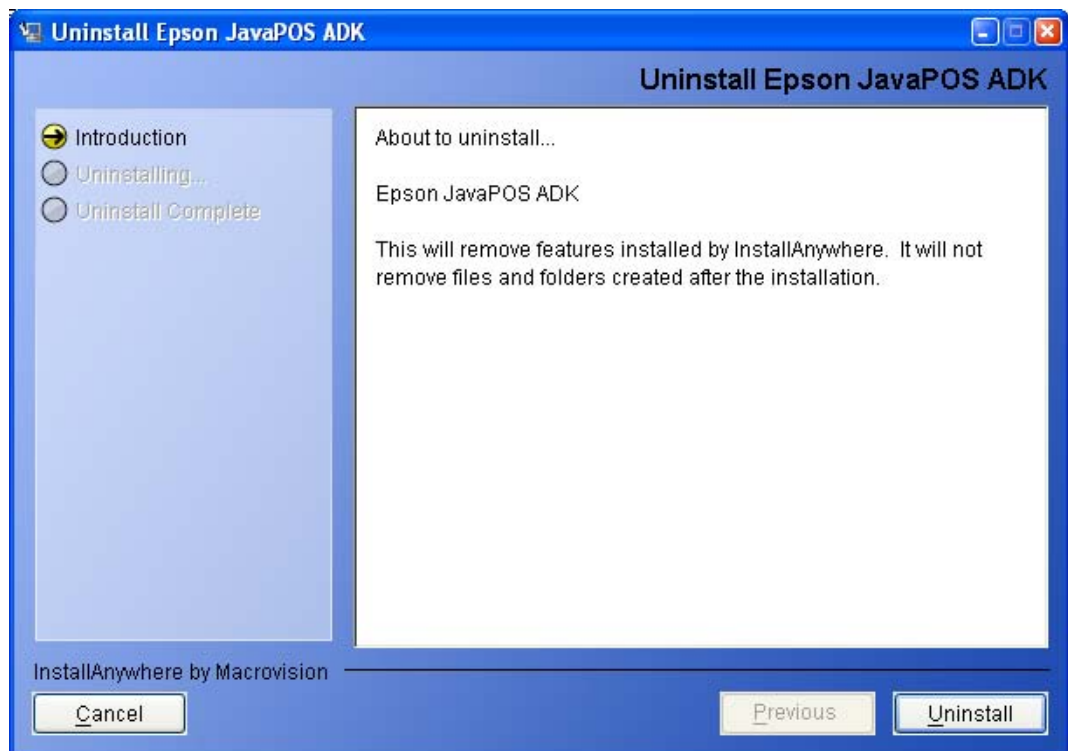 Uninstall Epson JavaPOS ADK
Uninstall Epson JavaPOS ADK
Introduction
Uninstalling...
Uninstall Complete
About to uninstall...
Epson JavaPOS ADK
This will remove features installed by InstallAnywhere.  It will not
remove files and folders created after the installation.
InstallAnywhere by Macrovision
Cancel
Previous
Uninstall